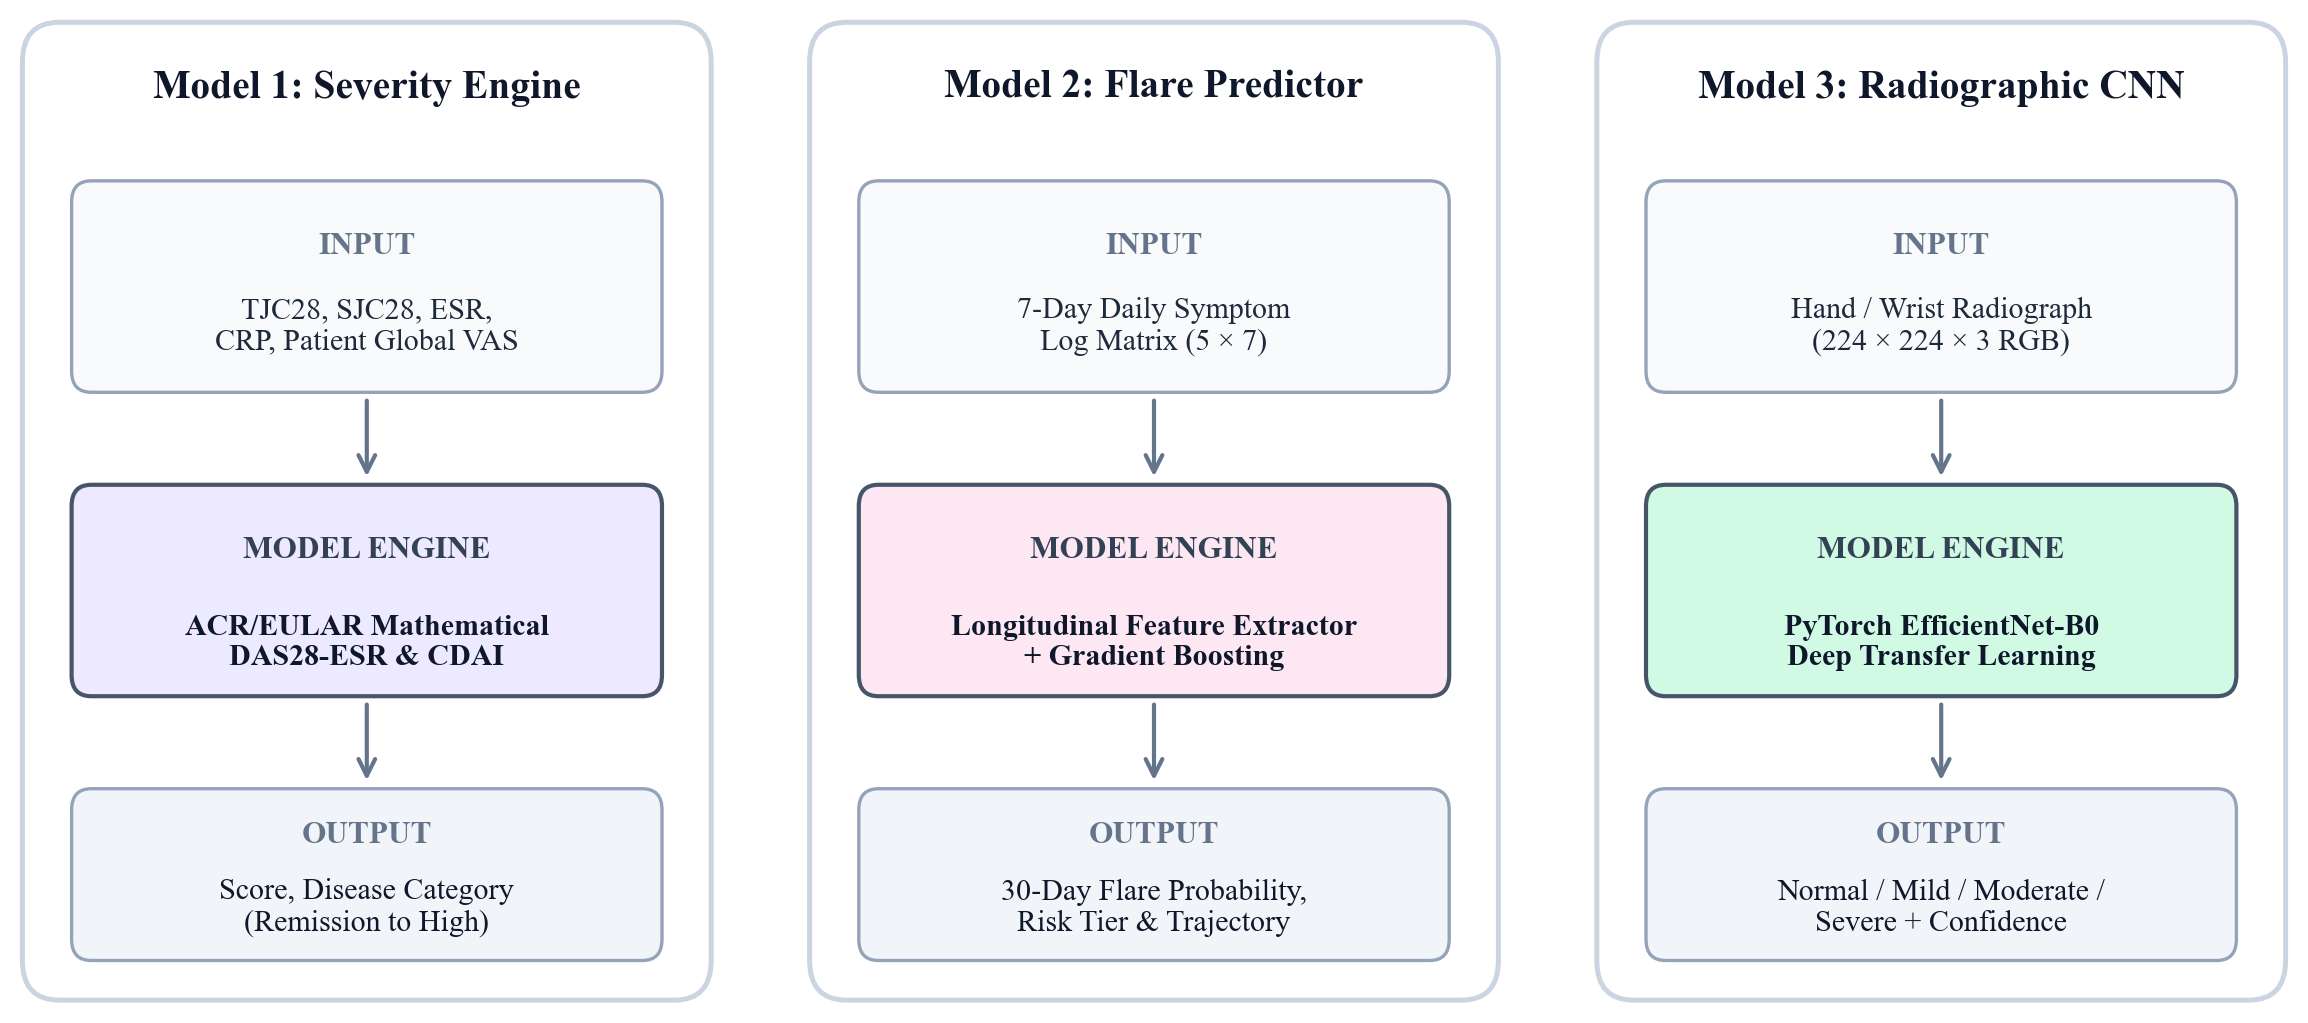 Model 1: Severity Engine
INPUT
TJC28, SJC28, ESR,
CRP, Patient Global VAS
MODEL ENGINE
ACR/EULAR Mathematical
DAS28-ESR & CDAI
OUTPUT
Score, Disease Category
(Remission to High)
Model 2: Flare Predictor
INPUT
7-Day Daily Symptom
Log Matrix (5 × 7)
MODEL ENGINE
Longitudinal Feature Extractor
+ Gradient Boosting
OUTPUT
30-Day Flare Probability,
Risk Tier & Trajectory
Model 3: Radiographic CNN
INPUT
Hand / Wrist Radiograph
(224 × 224 × 3 RGB)
MODEL ENGINE
PyTorch EfficientNet-B0
Deep Transfer Learning
OUTPUT
Normal / Mild / Moderate /
Severe + Confidence